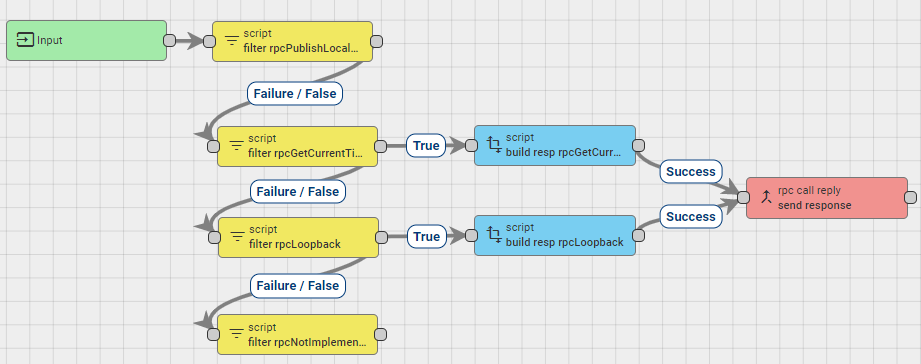 Input
script
filter rpcPublishLocal...
Failure / False
script
filter rpcGetCurrentTi...
True
script
build resp rpcGetCurr...
Success
Failure / False
rpc call reply
send response
script
filter rpcLoopback
True
script
build resp rpcLoopback
Success
Failure / False
script
filter rpcNotImplemen...